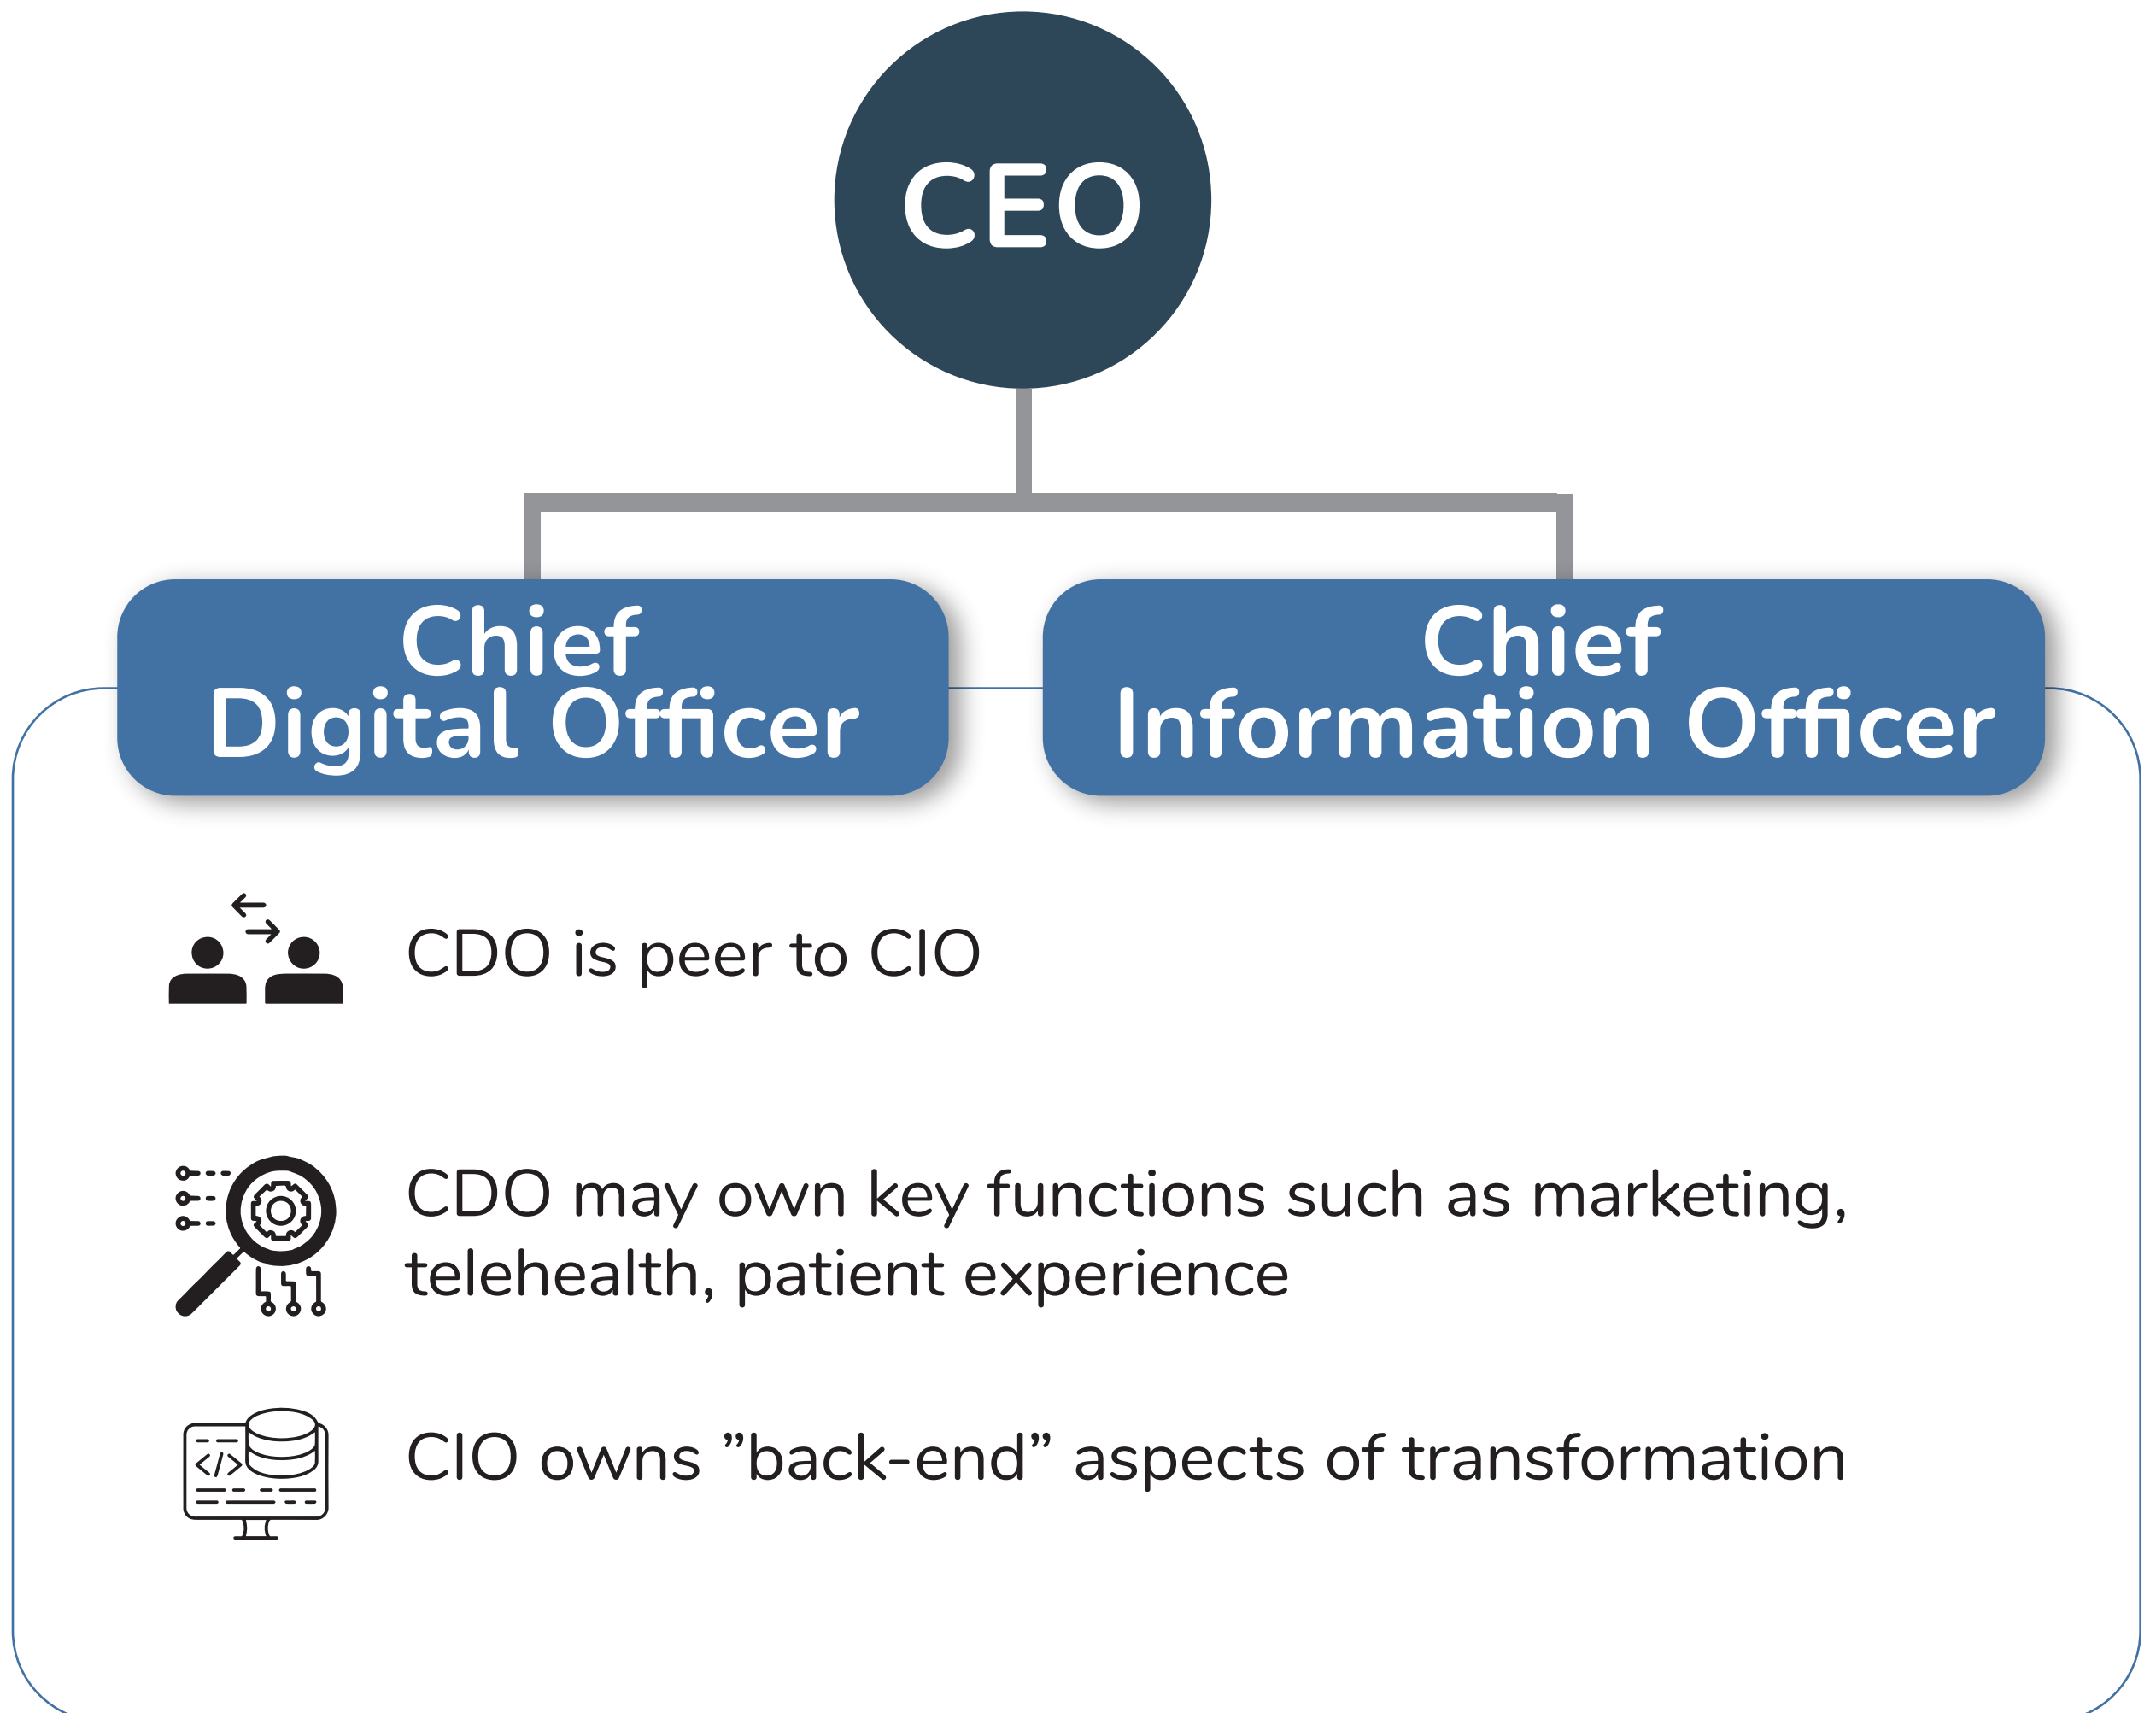 CEO
Chief
Digital Officer
Chief
Information Officer
CDO is peer to CIO
CDO may own key functions such as marketing,
telehealth, patient experience
CIO owns ”back-end” aspects of transformation